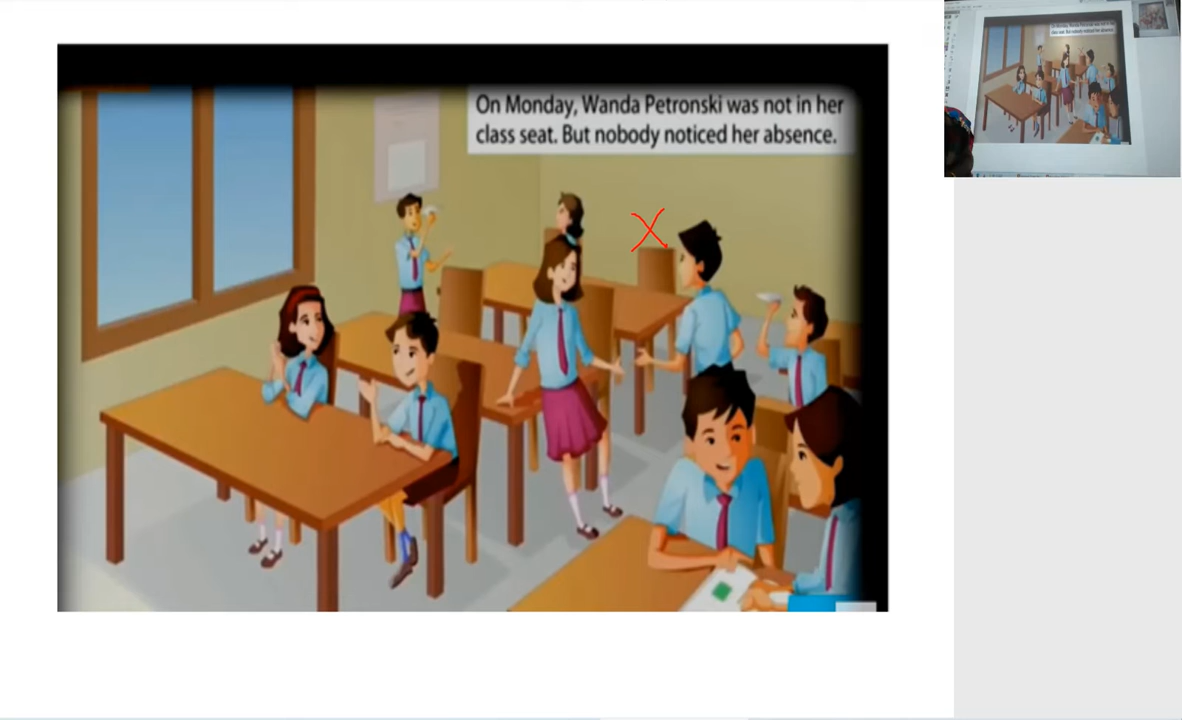 On Monday, Wanda Petronski was not in her
class seat. But nobody noticed her absence.